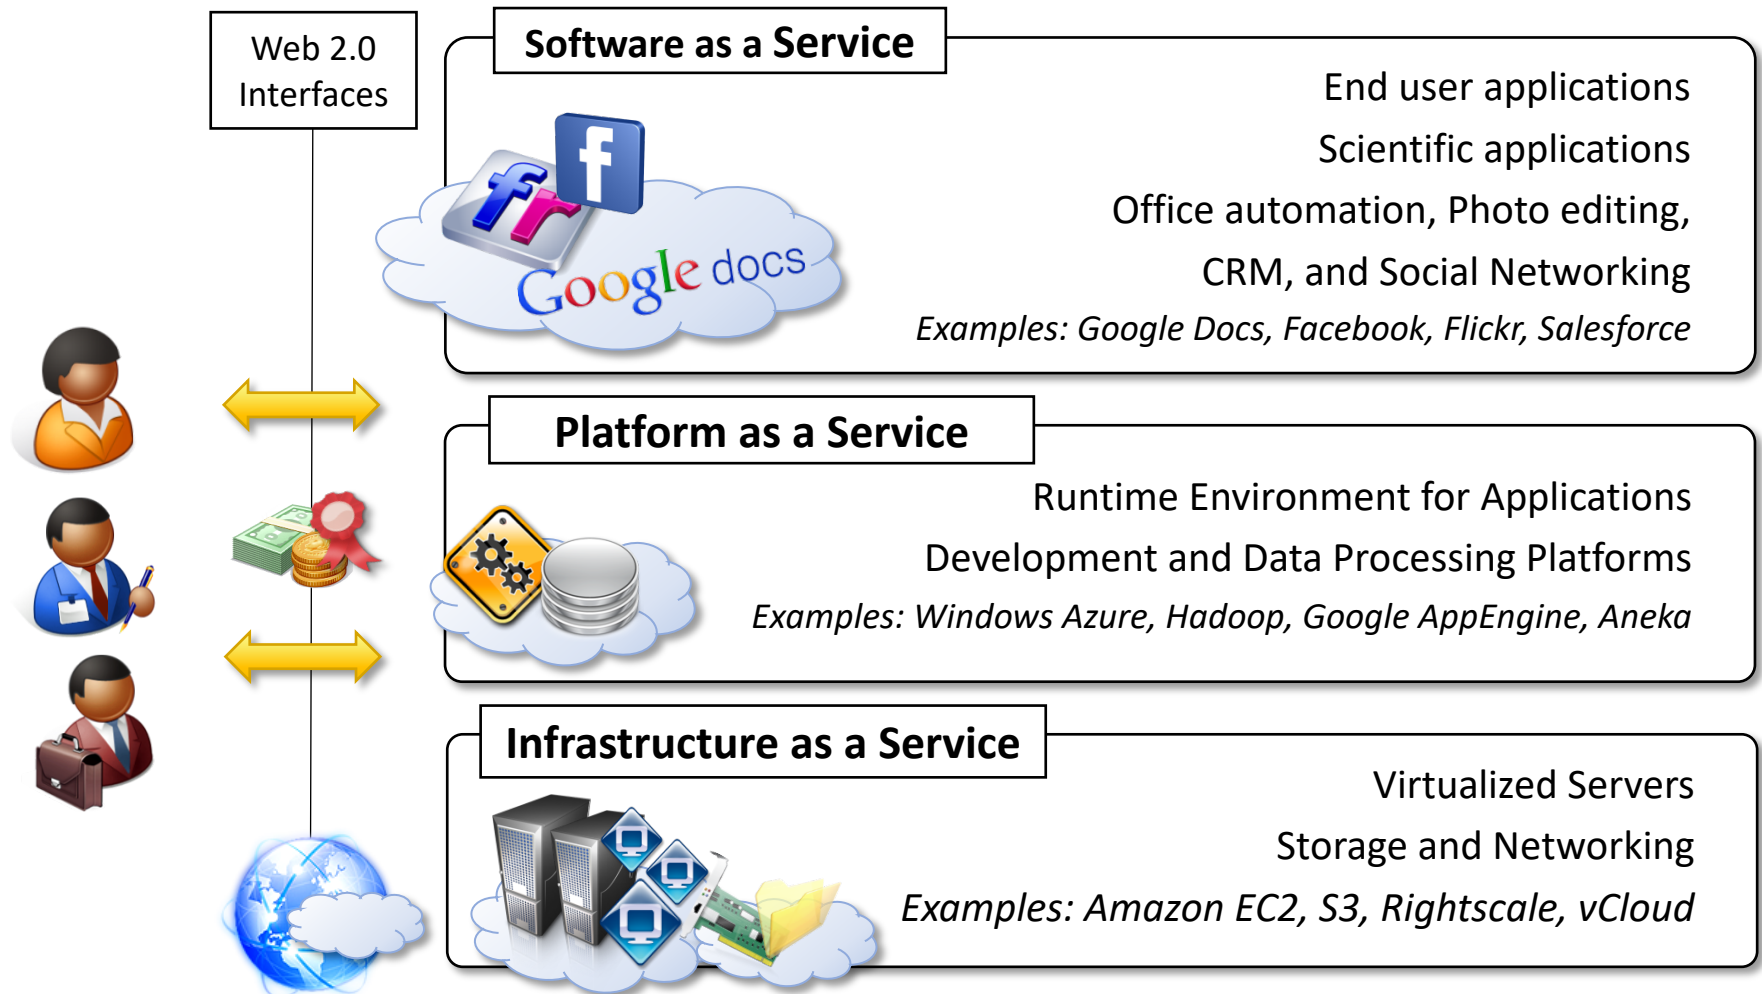 Web 2.0
Interfaces
Software as a Service
End user applications
Scientific applications
Office automation, Photo editing,
CRM, and Social Networking
Examples: Google Docs, Facebook, Flickr, Salesforce
f
fr
Google docs
Platform as a Service
Runtime Environment for Applications
Development and Data Processing Platforms
Examples: Windows Azure, Hadoop, Google AppEngine, Aneka
Infrastructure as a Service
Virtualized Servers
Storage and Networking
Examples: Amazon EC2, S3, Rightscale, vCloud